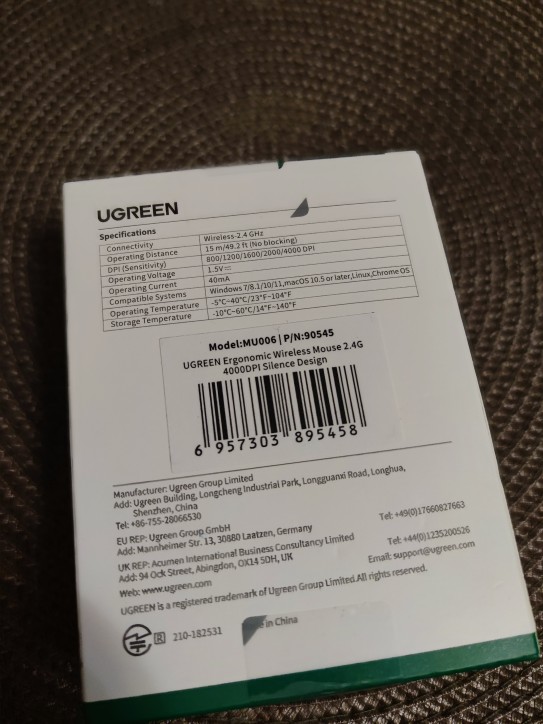 UGREEN
Specifications
Connectivity Wireless-2.4 GHz
Operating Distance 15 m/49.2 ft (No blocking)
DPI (Sensitivity) 800/1200/1600/2000/4000 DPI
Operating Voltage 1.5V⎓
Operating Current 40mA
Compatible Systems Windows 7/8.1/10/11,macOS 10.5 or later,Linux,Chrome OS
Operating Temperature -5°C~40°C/23°F~104°F
Storage Temperature -10°C~60°C/14°F~140°F
Model:MU006 | P/N:90545
UGREEN Ergonomic Wireless Mouse 2.4G
4000DPI Silence Design
6 957303 895458
Manufacturer: Ugreen Group Limited
Add: Ugreen Building, Longcheng Industrial Park, Longguanxi Road, Longhua,
Shenzhen, China
Tel: +86-755-28066530
EU REP: Ugreen Group GmbH
Add: Mannheimer Str. 13, 30880 Laatzen, Germany Tel: +49(0)17660827663
UK REP: Acumen International Business Consultancy Limited
Add: 94 Ock Street, Abingdon, OX14 5DH, UK Tel: +44(0)1235200526
Web: www.ugreen.com Email: support@ugreen.com
UGREEN is a registered trademark of Ugreen Group Limited.All rights reserved.
R 210-182531
in China